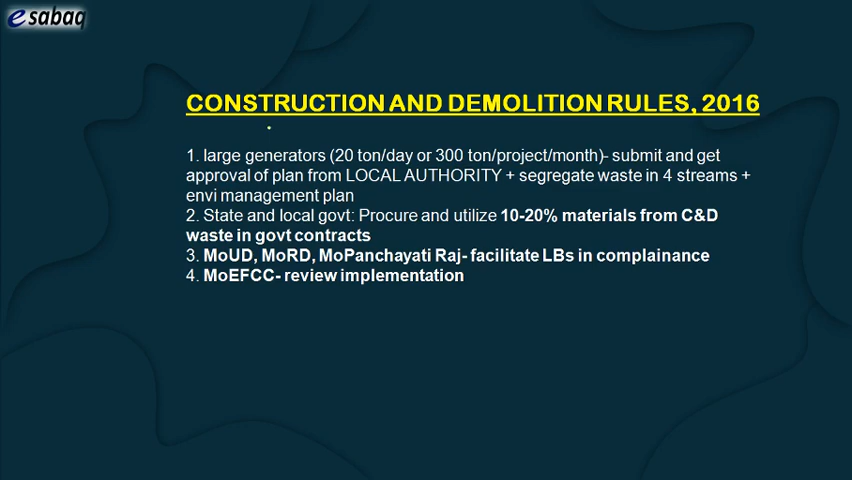 esabaq
CONSTRUCTION AND DEMOLITION RULES, 2016
1. large generators (20 ton/day or 300 ton/project/month)- submit and get
approval of plan from LOCAL AUTHORITY + segregate waste in 4 streams +
envi management plan
2. State and local govt: Procure and utilize 10-20% materials from C&D
waste in govt contracts
3. MoUD, MoRD, MoPanchayati Raj- facilitate LBs in complainance
4. MoEFCC- review implementation